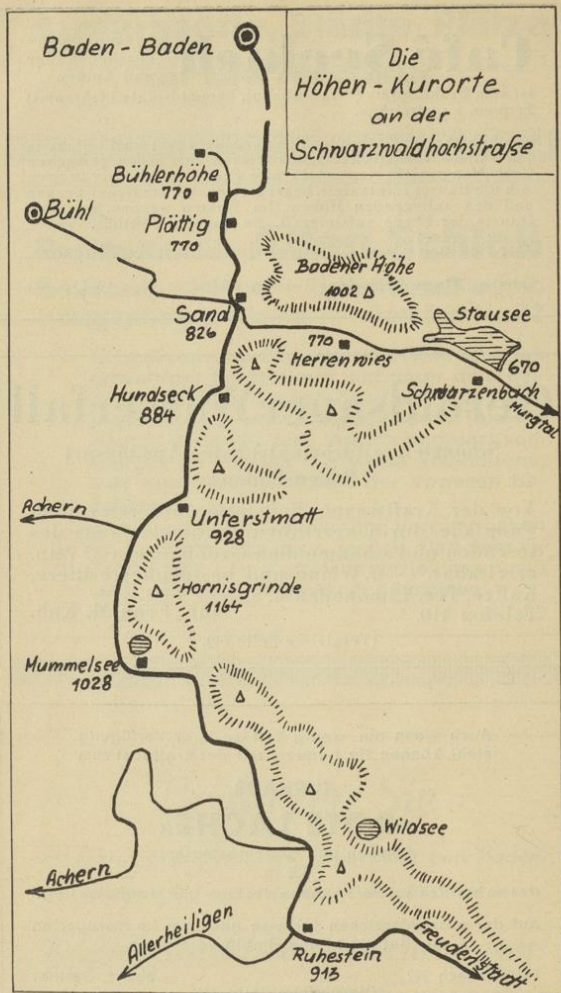 Baden-Baden
Die
Höhen-Kurorte
an der
Schwarzwaldhochstraße
Bühlerhöhe
770
Bühl
Plättig
770
Badener Höhe
1002
Sand
826
Stausee
770
Herrenwies
670
Hundseck
884
Schwarzenbach
Murgtal
Achern
Unterstmatt
928
Hornisgrinde
1164
Mummelsee
1028
Wildsee
Achern
Allerheiligen
Ruhestein
913
Freudenstadt